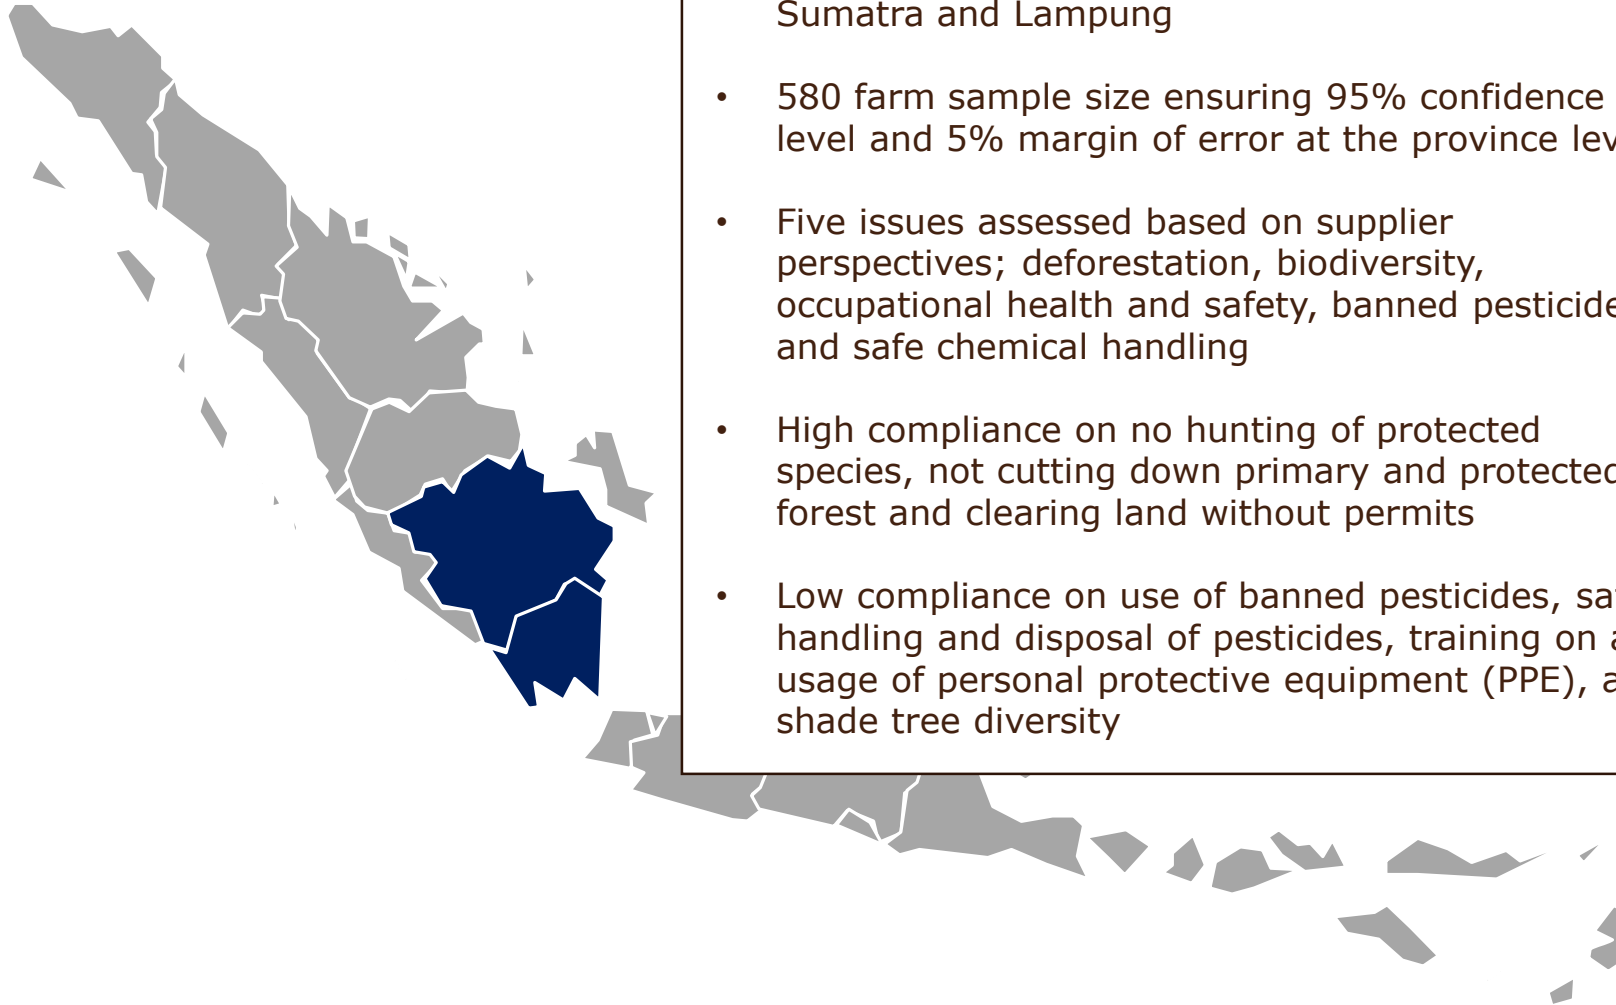 Sumatra and Lampung
• 580 farm sample size ensuring 95% confidence
level and 5% margin of error at the province
• Five issues assessed based on supplier
perspectives; deforestation, biodiversity,
occupational health and safety, banned
and safe chemical handling
• High compliance on no hunting of protected
species, not cutting down primary and protected
forest and clearing land without permits
• Low compliance on use of banned pesticides,
handling and disposal of pesticides, training on
usage of personal protective equipment (PPE),
shade tree diversity